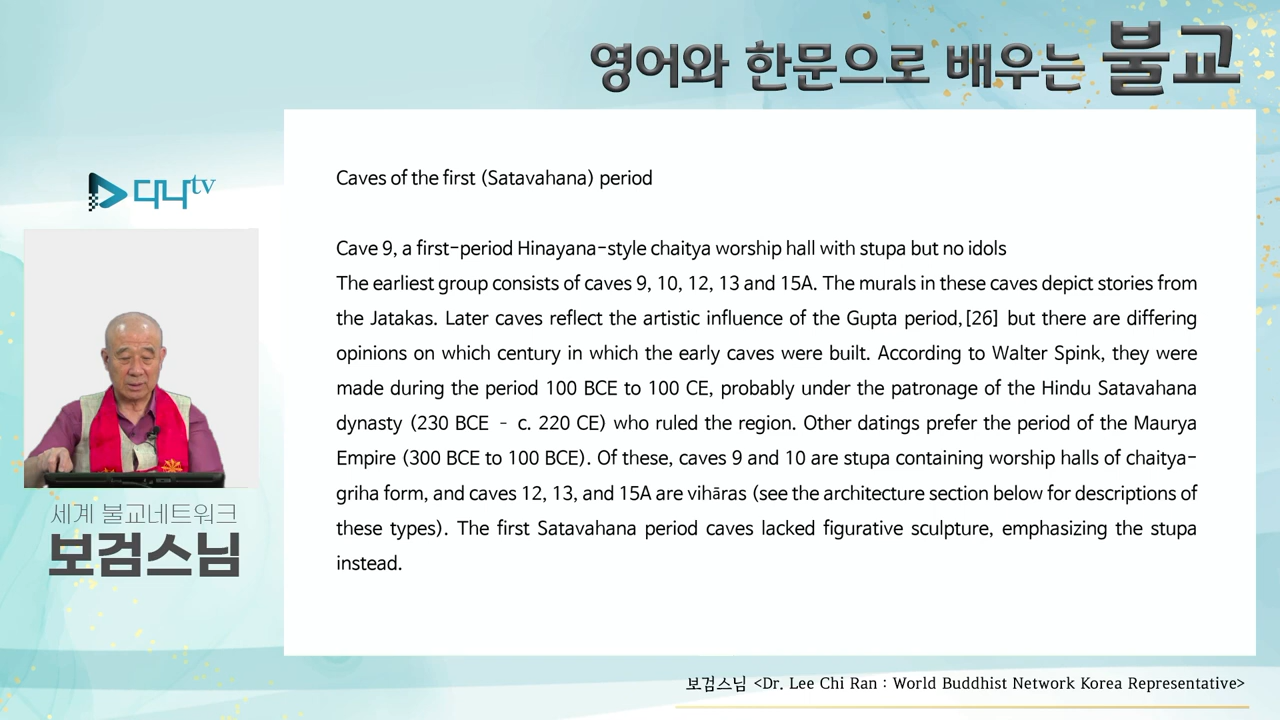 영어와 한문으로 배우는 불교
디나tv
Caves of the first (Satavahana) period
Cave 9, a first-period Hinayana-style chaitya worship hall with stupa but no idols
The earliest group consists of caves 9, 10, 12, 13 and 15A. The murals in these caves depict stories from
the Jatakas. Later caves reflect the artistic influence of the Gupta period,[26] but there are differing
opinions on which century in which the early caves were built. According to Walter Spink, they were
made during the period 100 BCE to 100 CE, probably under the patronage of the Hindu Satavahana
dynasty (230 BCE – c. 220 CE) who ruled the region. Other datings prefer the period of the Maurya
Empire (300 BCE to 100 BCE). Of these, caves 9 and 10 are stupa containing worship halls of chaitya-
griha form, and caves 12, 13, and 15A are vihāras (see the architecture section below for descriptions of
these types). The first Satavahana period caves lacked figurative sculpture, emphasizing the stupa
instead.
세계 불교네트워크
보검스님
보검스님 <Dr. Lee Chi Ran : World Buddhist Network Korea Representative>